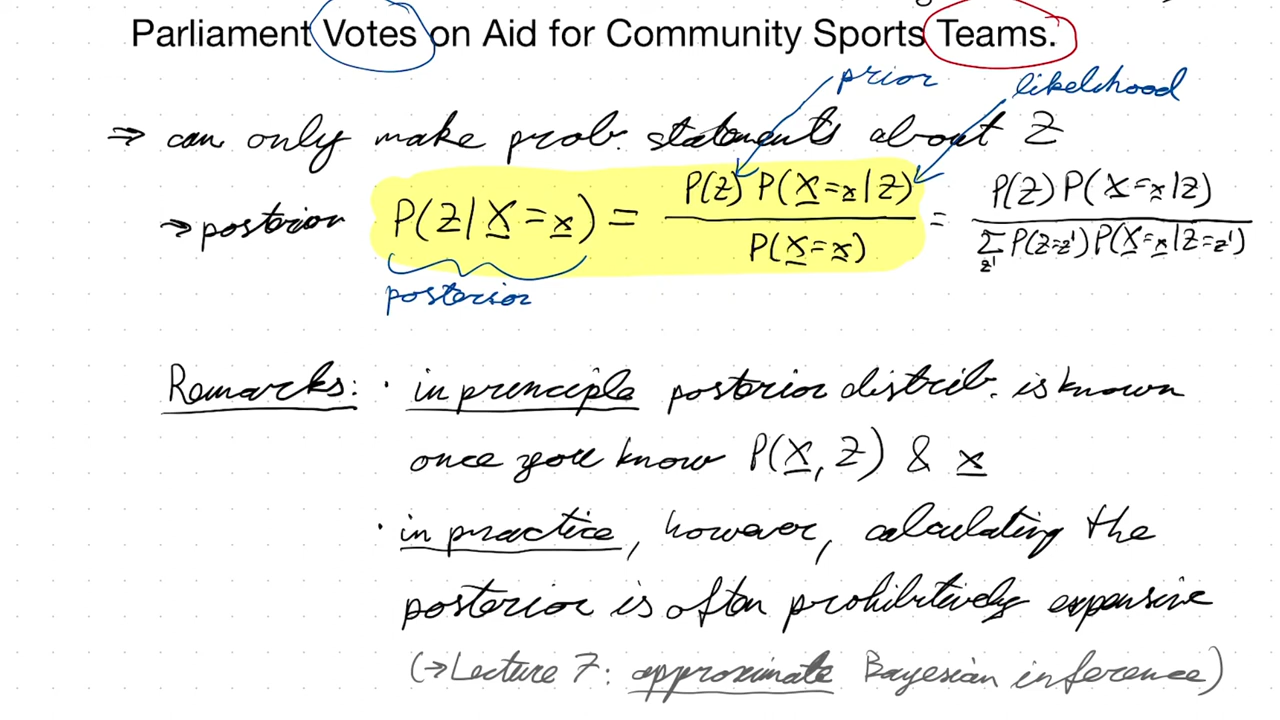 Parliament Votes on Aid for Community Sports Teams.
prior likelihood
⇒ can only make prob. statements about Z
→ posterior P(Z|X=x) = P(Z) P(X=x|Z) / P(X=x) = P(Z) P(X=x|Z) / Σ_z' P(Z=z') P(X=x|Z=z')
posterior
Remarks: · in principle posterior distrib. is known
once you know P(X, Z) & x
· in practice, however, calculating the
posterior is often prohibitively expensive
(→ Lecture 7: approximate Bayesian inference)